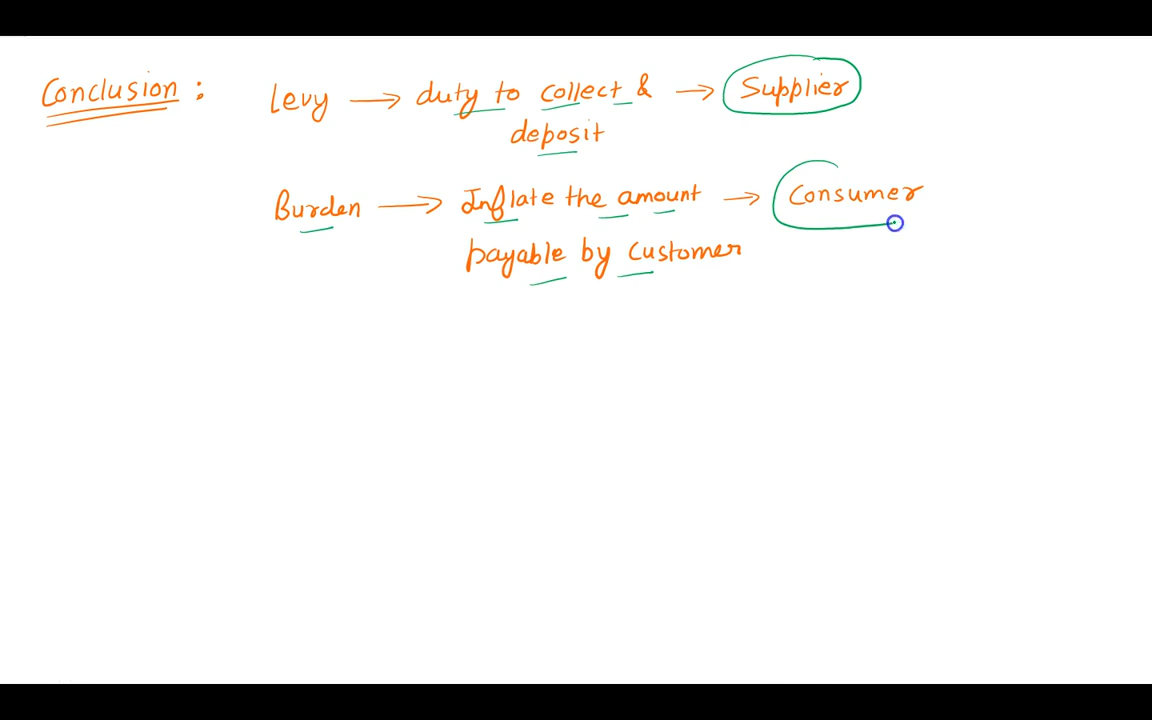 Conclusion : Levy → duty to collect & → Supplier
deposit
Burden → Inflate the amount → Consumer
payable by customer